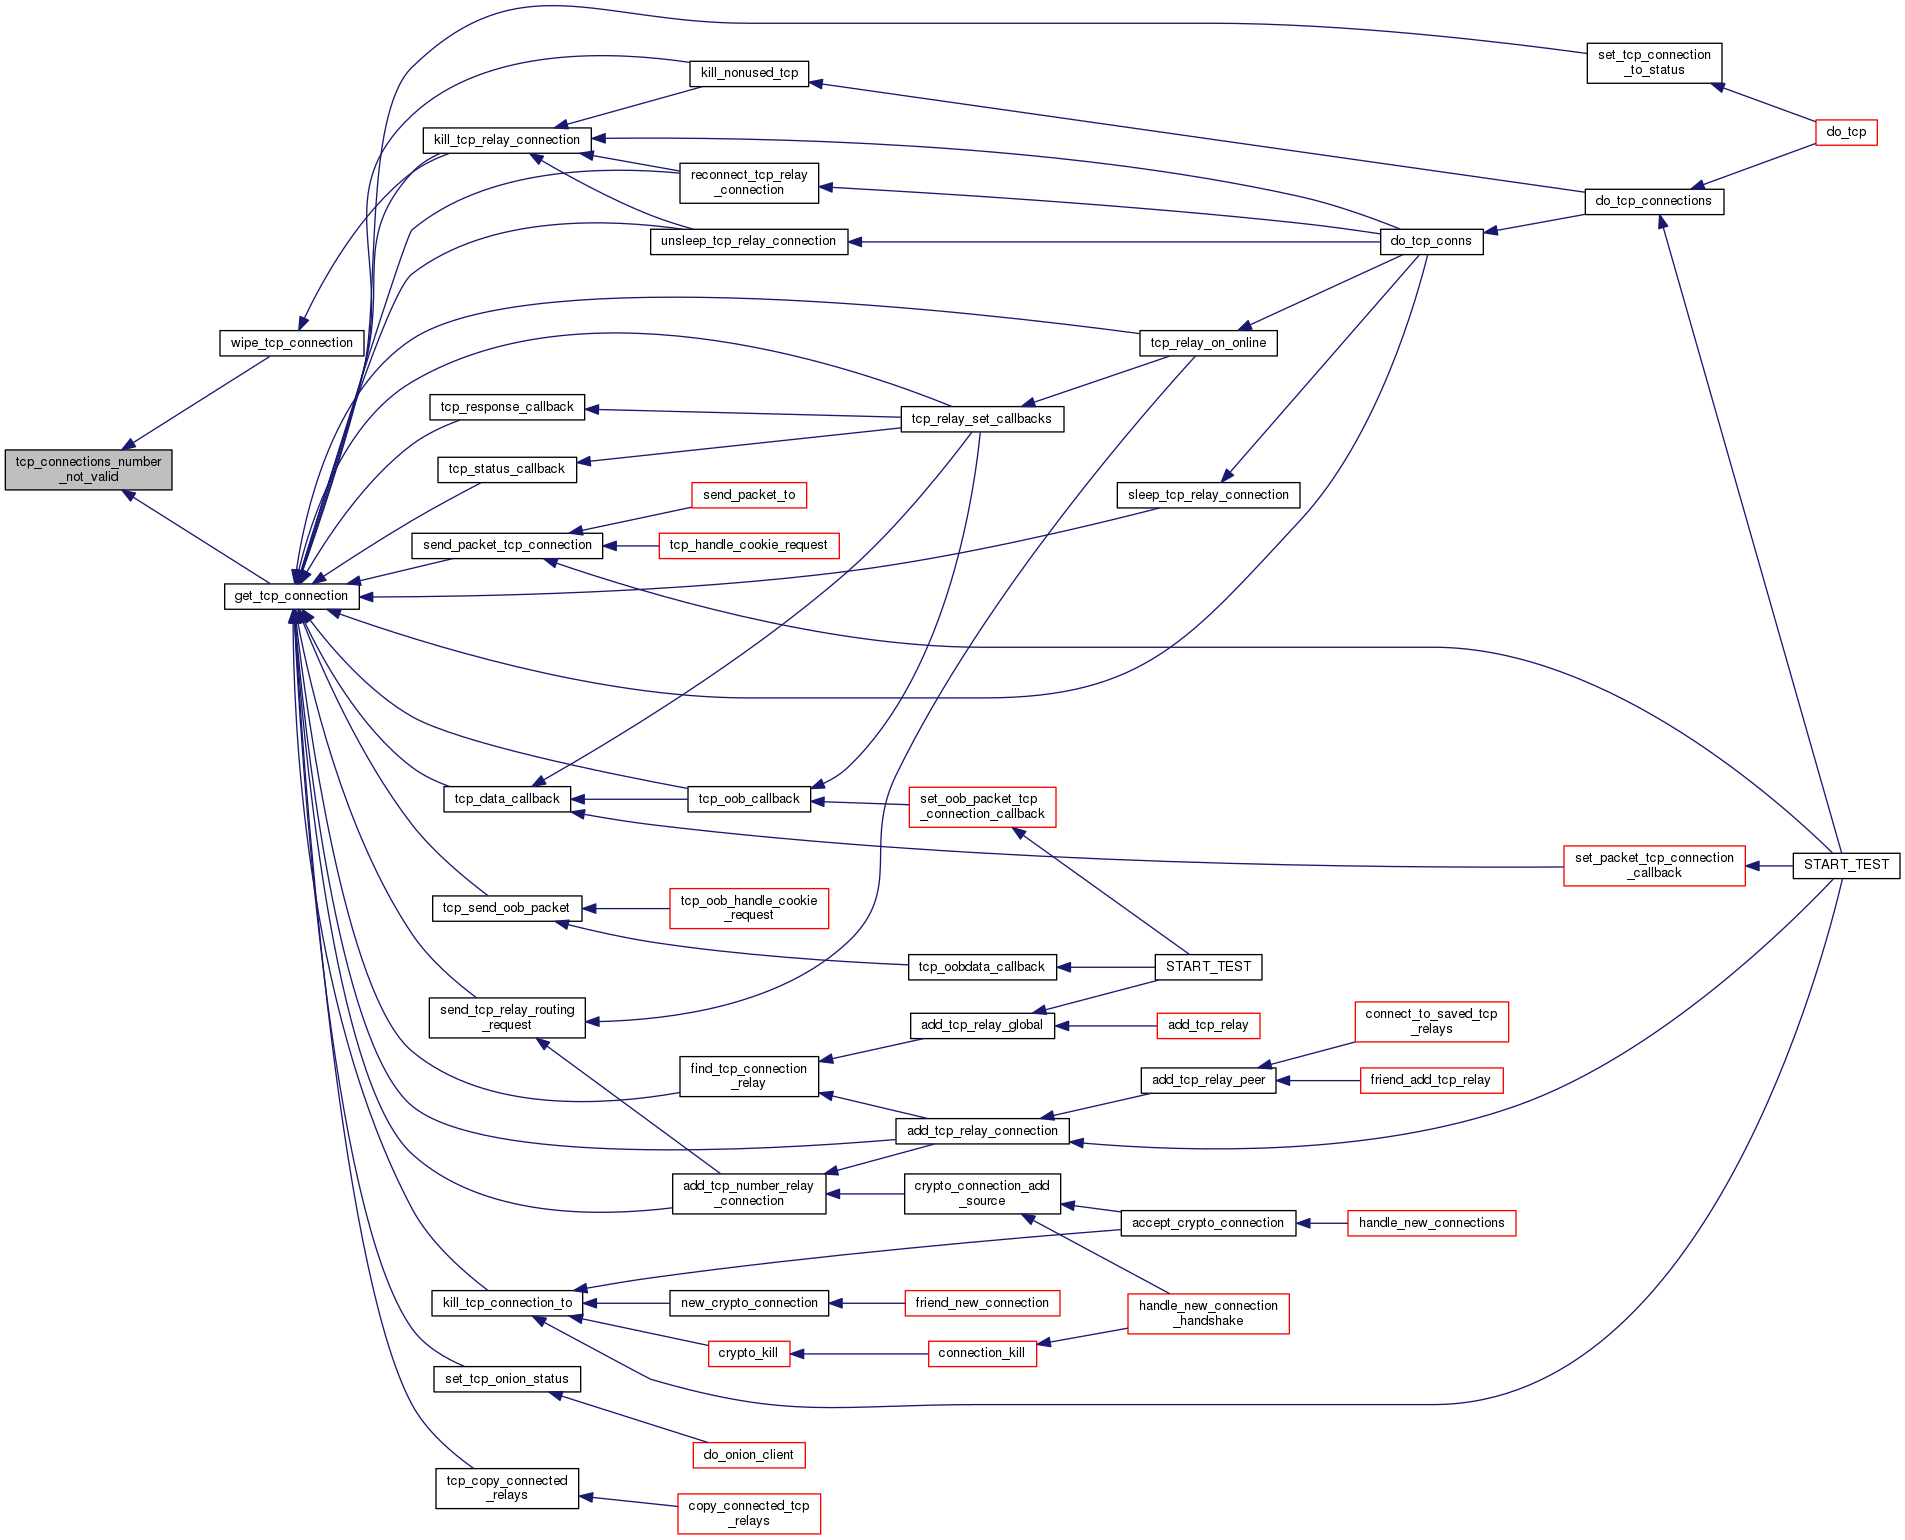 set_tcp_connection
_to_status
kill_nonused_tcp
do_tcp
kill_tcp_relay_connection
reconnect_tcp_relay
_connection
do_tcp_connections
unsleep_tcp_relay_connection
do_tcp_conns
wipe_tcp_connection
tcp_relay_on_online
tcp_response_callback
tcp_relay_set_callbacks
tcp_connections_number
_not_valid
tcp_status_callback
send_packet_to
sleep_tcp_relay_connection
send_packet_tcp_connection
tcp_handle_cookie_request
get_tcp_connection
tcp_data_callback
tcp_oob_callback
set_oob_packet_tcp
_connection_callback
set_packet_tcp_connection
_callback
START_TEST
tcp_send_oob_packet
tcp_oob_handle_cookie
_request
tcp_oobdata_callback
START_TEST
send_tcp_relay_routing
_request
add_tcp_relay_global
add_tcp_relay
connect_to_saved_tcp
_relays
find_tcp_connection
_relay
add_tcp_relay_peer
friend_add_tcp_relay
add_tcp_relay_connection
add_tcp_number_relay
_connection
crypto_connection_add
_source
accept_crypto_connection
handle_new_connections
kill_tcp_connection_to
new_crypto_connection
friend_new_connection
handle_new_connection
_handshake
crypto_kill
connection_kill
set_tcp_onion_status
do_onion_client
tcp_copy_connected
_relays
copy_connected_tcp
_relays